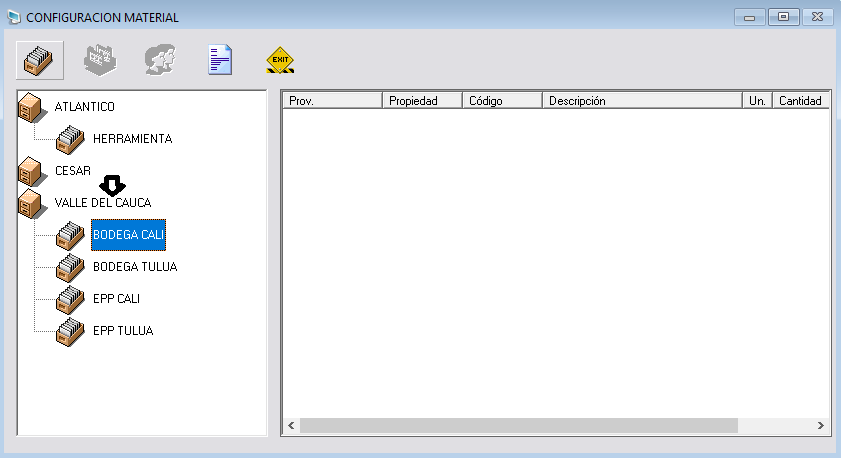 CONFIGURACION MATERIAL
EXIT
ATLANTICO
HERRAMIENTA
CESAR
VALLE DEL CAUCA
BODEGA CALI
BODEGA TULUA
EPP CALI
EPP TULUA
Prov. Propiedad Código Descripción Un. Cantidad